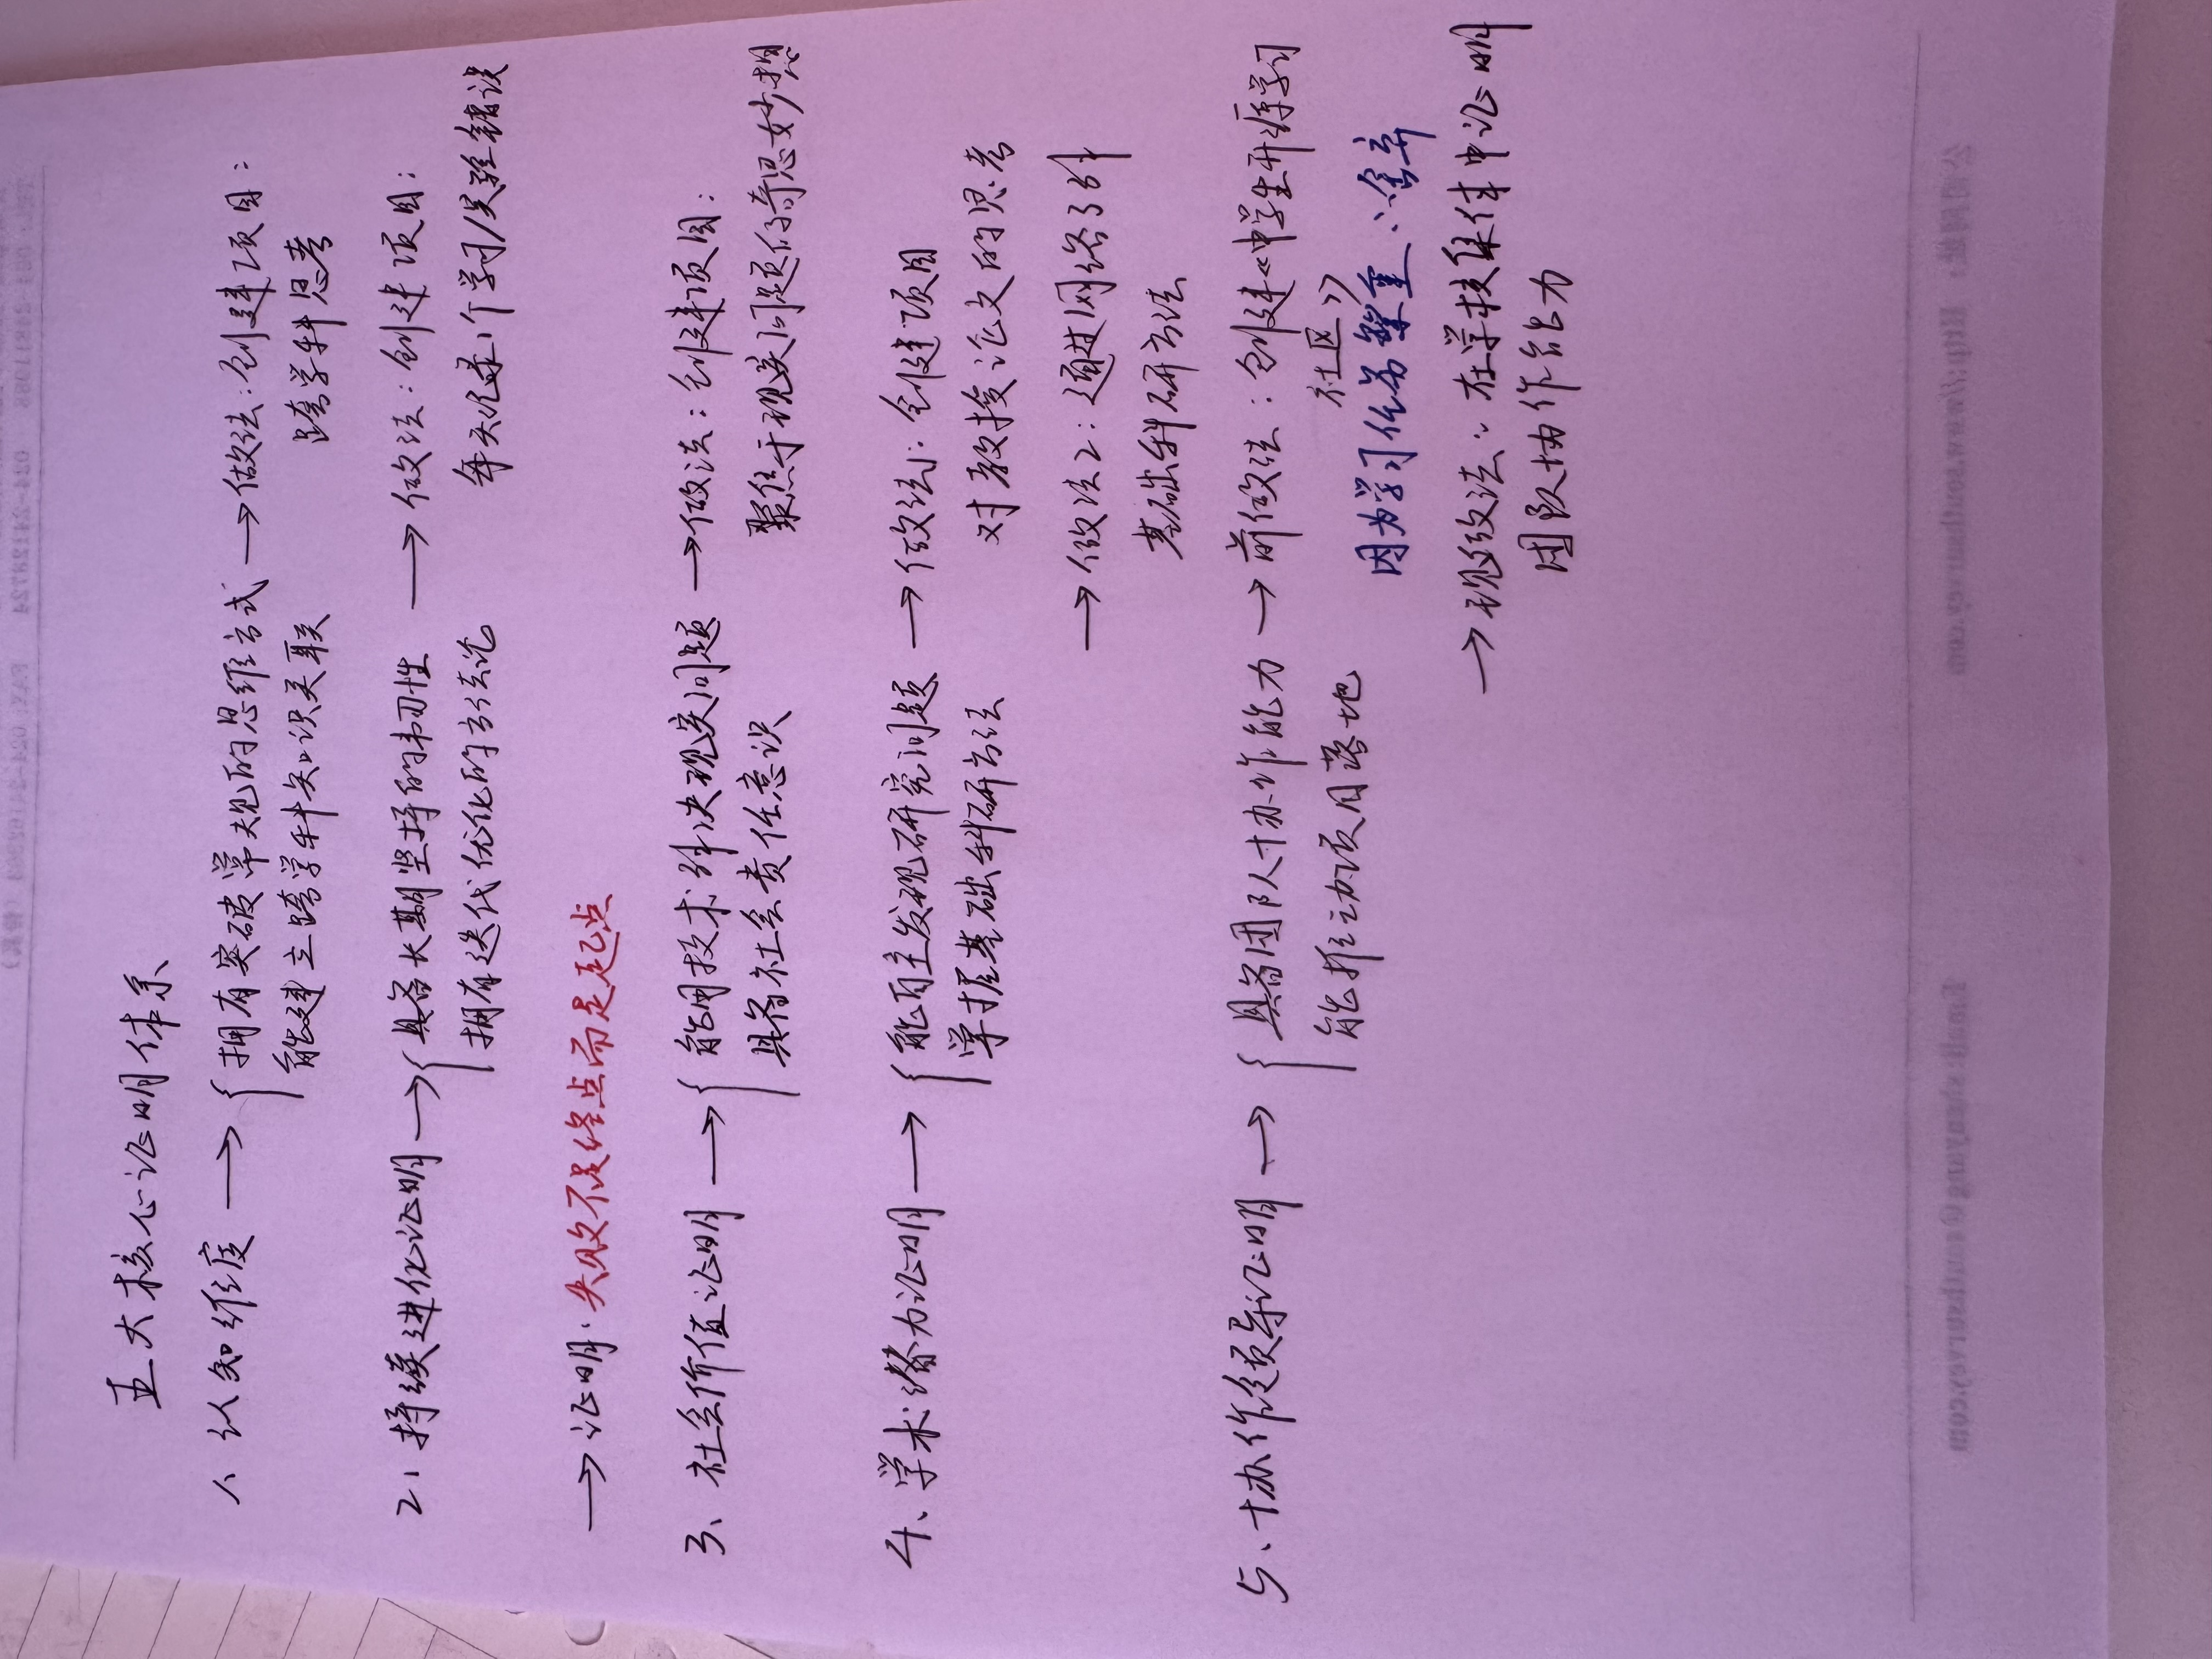 五大核心证明体系
1、认知维度 → { 拥有突破常规的思维方式 → 做法：创建项目：
能建立跨学科知识关联 跨学科思考
2、持续进化证明 → { 具备长期坚持的韧性 → 做法：创建项目：
拥有迭代优化的方法论 每天记录1个学习/实验错误
→ 证明：失败不是终点而是起点
3、社会价值证明 → { 能用技术解决现实问题 → 做法：创建项目：
具备社会责任意识 聚焦于现实问题的奇思妙想
4、学术潜力证明 → { 能自主发现研究问题 → 做法1：创建项目
掌握基础科研方法 对教授论文的思考
→ 做法2：通过网络了解
基础科研方法
5、协作领导证明 → { 具备团队协作能力 → 前做法：创建《中学生开源学习
社区》
能推动项目落地
因为学习任务繁重∴舍弃
→ 现做法：在学校集体中证明
团队协作能力
Email: shenyang@southsurvey.com 公司网址：Http://www.southsurvey.com